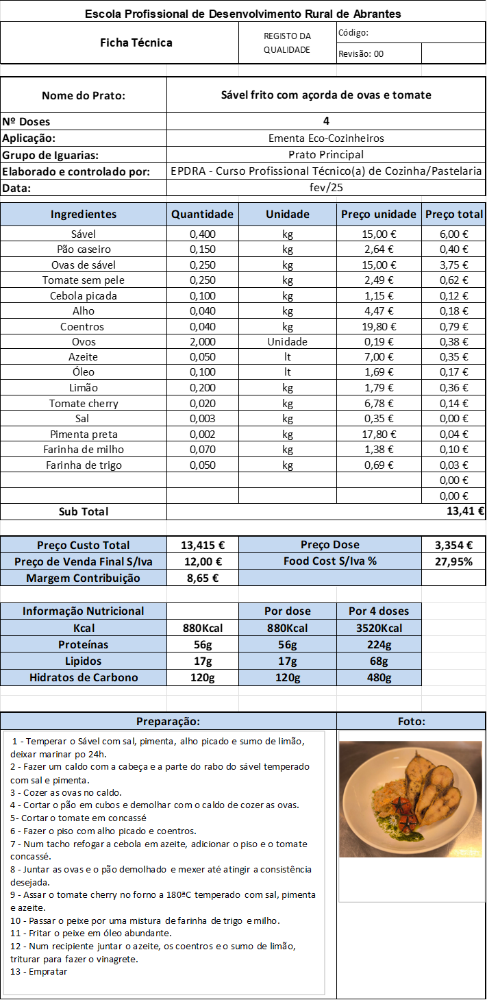 Escola Profissional de Desenvolvimento Rural de Abrantes
Ficha Técnica
REGISTO DA
QUALIDADE
Código:
Revisão: 00
Nome do Prato: Sável frito com açorda de ovas e tomate
Nº Doses 4
Aplicação: Ementa Eco-Cozinheiros
Grupo de Iguarias: Prato Principal
Elaborado e controlado por: EPDRA - Curso Profissional Técnico(a) de Cozinha/Pastelaria
Data: fev/25
Ingredientes Quantidade Unidade Preço unidade Preço total
Sável 0,400 kg 15,00 € 6,00 €
Pão caseiro 0,150 kg 2,64 € 0,40 €
Ovas de sável 0,250 kg 15,00 € 3,75 €
Tomate sem pele 0,250 kg 2,49 € 0,62 €
Cebola picada 0,100 kg 1,15 € 0,12 €
Alho 0,040 kg 4,47 € 0,18 €
Coentros 0,040 kg 19,80 € 0,79 €
Ovos 2,000 Unidade 0,19 € 0,38 €
Azeite 0,050 lt 7,00 € 0,35 €
Óleo 0,100 lt 1,69 € 0,17 €
Limão 0,200 kg 1,79 € 0,36 €
Tomate cherry 0,020 kg 6,78 € 0,14 €
Sal 0,003 kg 0,35 € 0,00 €
Pimenta preta 0,002 kg 17,80 € 0,04 €
Farinha de milho 0,070 kg 1,38 € 0,10 €
Farinha de trigo 0,050 kg 0,69 € 0,03 €
0,00 €
0,00 €
Sub Total 13,41 €
Preço Custo Total 13,415 € Preço Dose 3,354 €
Preço de Venda Final S/Iva 12,00 € Food Cost S/Iva % 27,95%
Margem Contribuição 8,65 €
Informação Nutricional Por dose Por 4 doses
Kcal 880Kcal 880Kcal 3520Kcal
Proteínas 56g 56g 224g
Lipidos 17g 17g 68g
Hidratos de Carbono 120g 120g 480g
Preparação: Foto:
1 - Temperar o Sável com sal, pimenta, alho picado e sumo de limão,
deixar marinar po 24h.
2 - Fazer um caldo com a cabeça e a parte do rabo do sável temperado
com sal e pimenta.
3 - Cozer as ovas no caldo.
4 - Cortar o pão em cubos e demolhar com o caldo de cozer as ovas.
5- Cortar o tomate em concassé
6 - Fazer o piso com alho picado e coentros.
7 - Num tacho refogar a cebola em azeite, adicionar o piso e o tomate
concassé.
8 - Juntar as ovas e o pão demolhado e mexer até atingir a consistência
desejada.
9 - Assar o tomate cherry no forno a 180ªC temperado com sal, pimenta
e azeite.
10 - Passar o peixe por uma mistura de farinha de trigo e milho.
11 - Fritar o peixe em óleo abundante.
12 - Num recipiente juntar o azeite, os coentros e o sumo de limão,
triturar para fazer o vinagrete.
13 - Empratar